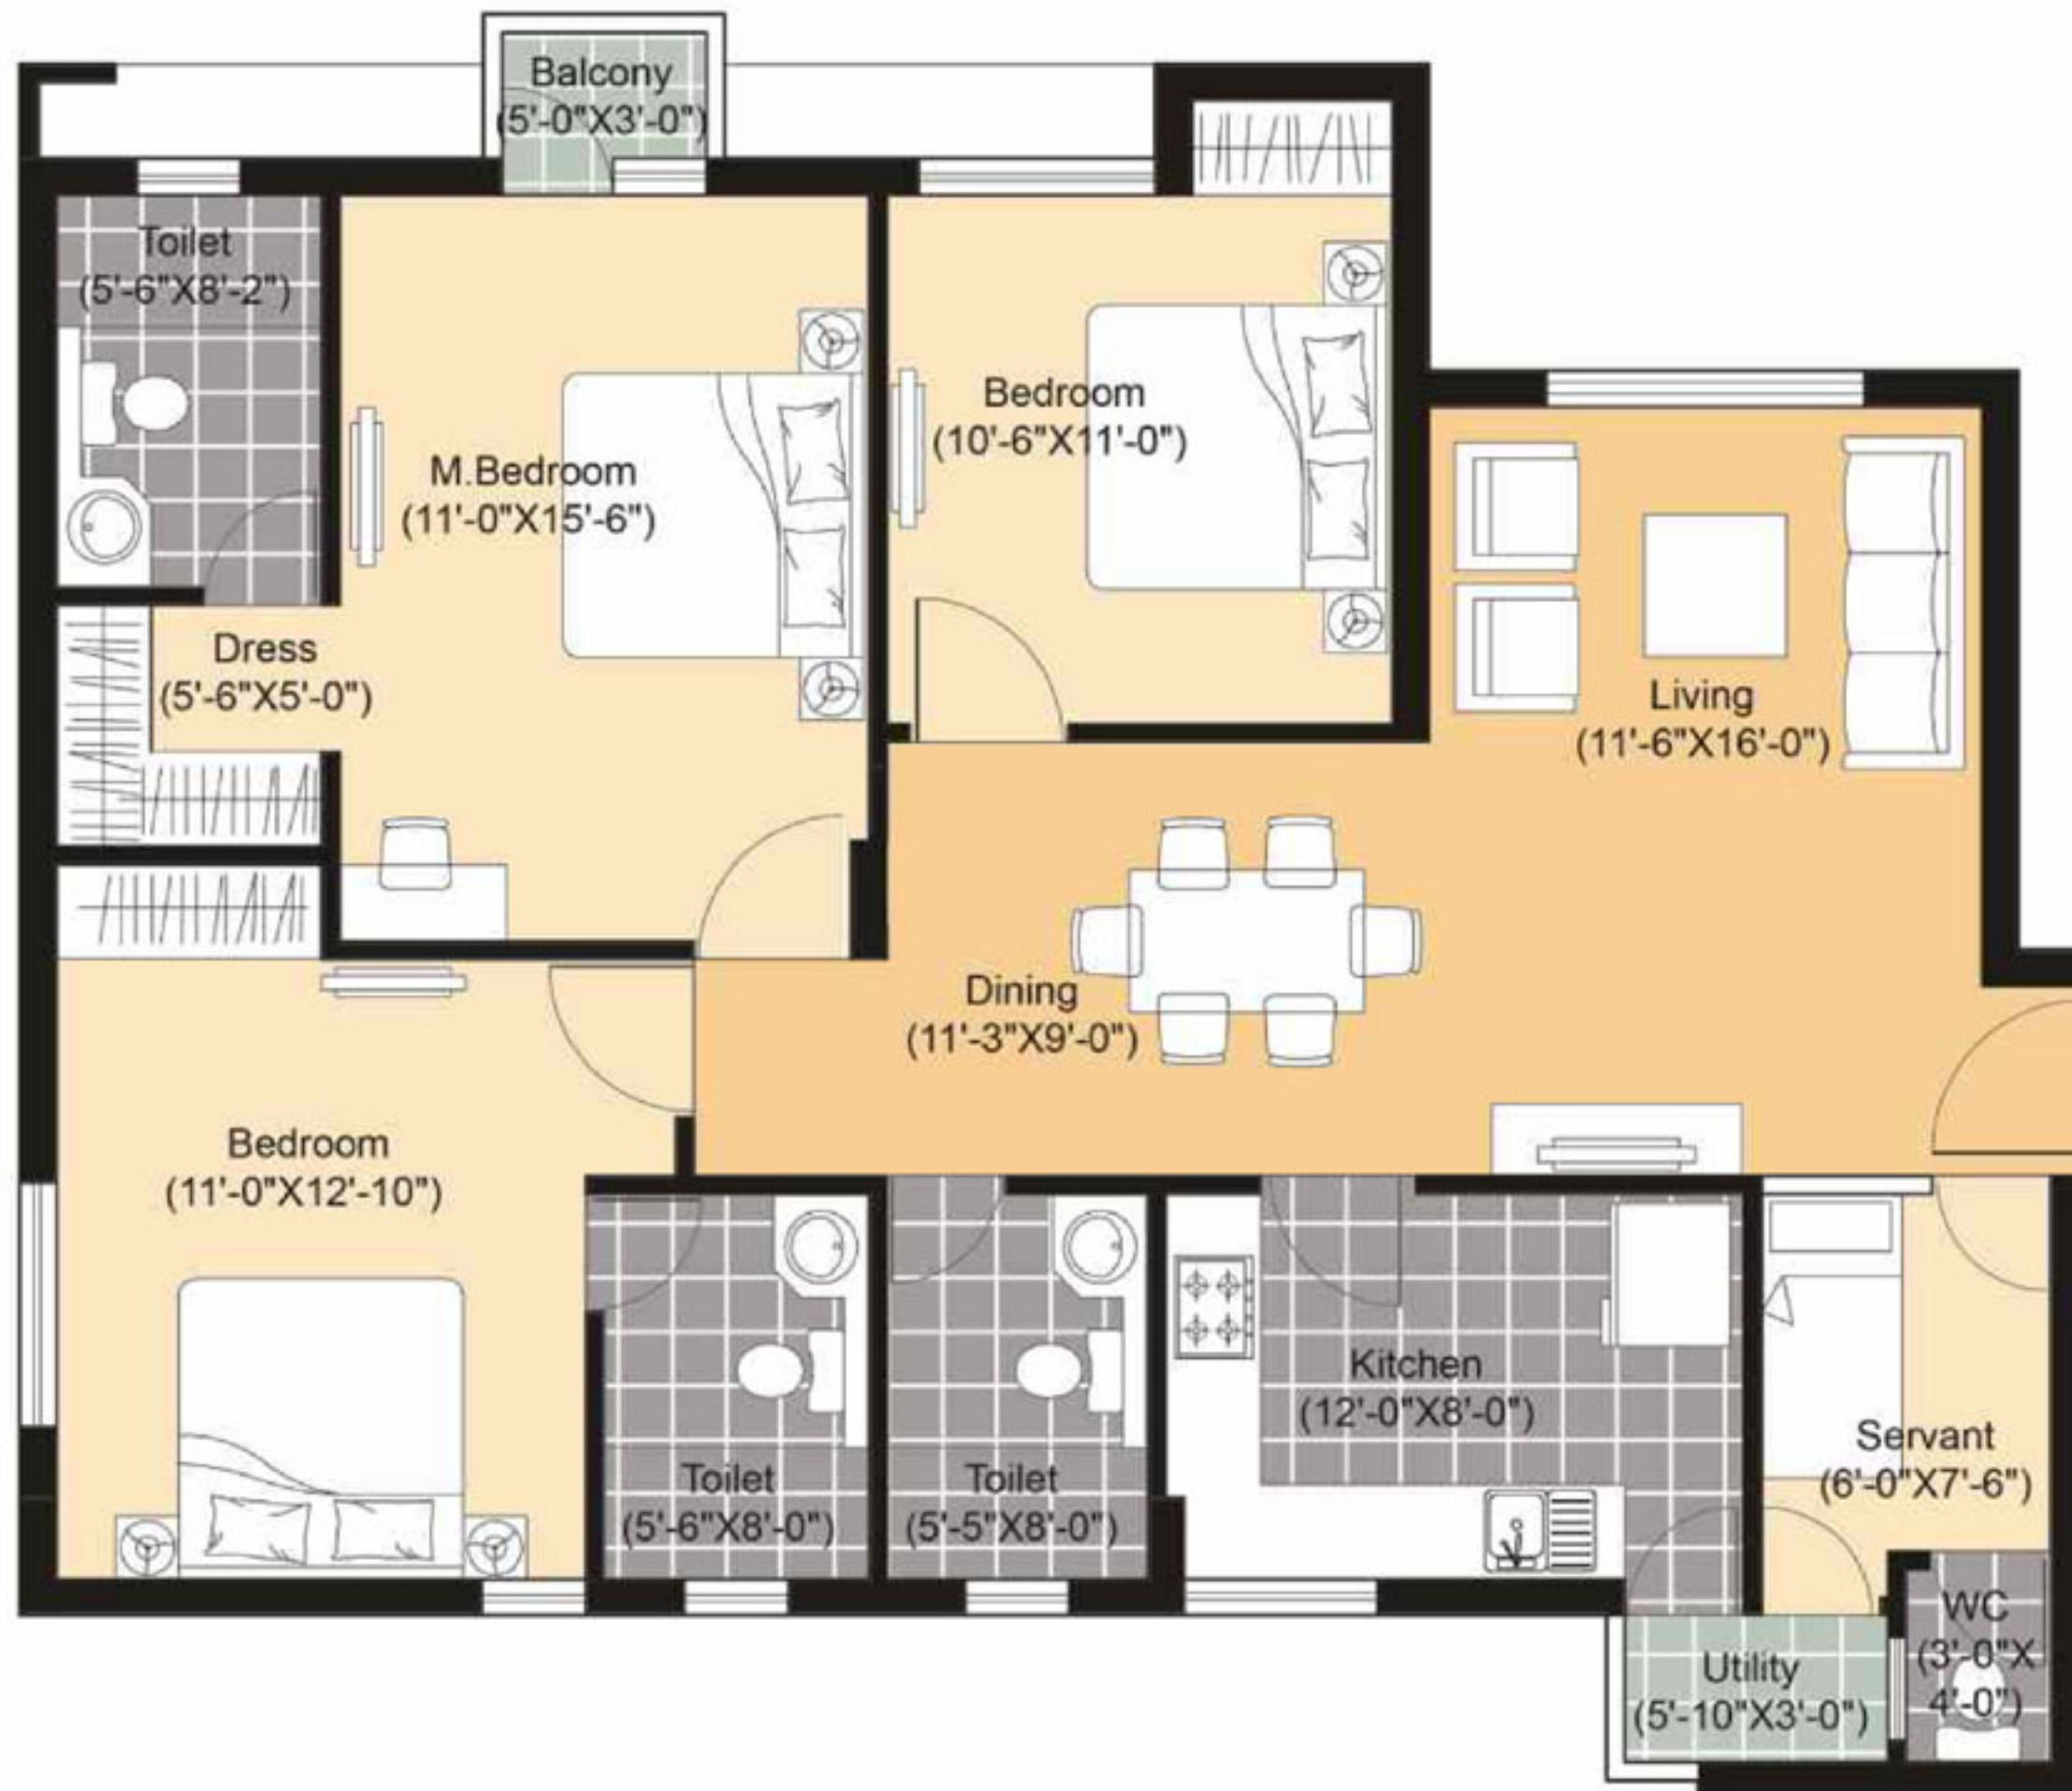 Balcony
(5'-0"X3'-0")
Toilet
(5'-6"X8'-2")
M.Bedroom
(11'-0"X15'-6")
Bedroom
(10'-6"X11'-0")
Dress
(5'-6"X5'-0")
Living
(11'-6"X16'-0")
Dining
(11'-3"X9'-0")
Bedroom
(11'-0"X12'-10")
Toilet
(5'-6"X8'-0")
Toilet
(5'-5"X8'-0")
Kitchen
(12'-0"X8'-0")
Servant
(6'-0"X7'-6")
Utility
(5'-10"X3'-0")
WC
(3'-0"X
4'-0")